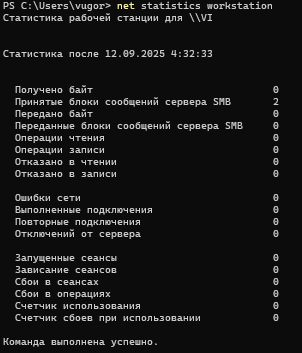 PS C:\Users\vugor> net statistics workstation
Статистика рабочей станции для \\VI
Статистика после 12.09.2025 4:32:33
Получено байт 0
Принятые блоки сообщений сервера SMB 2
Передано байт 0
Переданные блоки сообщений сервера SMB 0
Операции чтения 0
Операции записи 0
Отказано в чтении 0
Отказано в записи 0
Ошибки сети 0
Выполненные подключения 0
Повторные подключения 0
Отключений от сервера 0
Запущенные сеансы 0
Зависание сеансов 0
Сбои в сеансах 0
Сбои в операциях 0
Счетчик использования 0
Счетчик сбоев при использовании 0
Команда выполнена успешно.